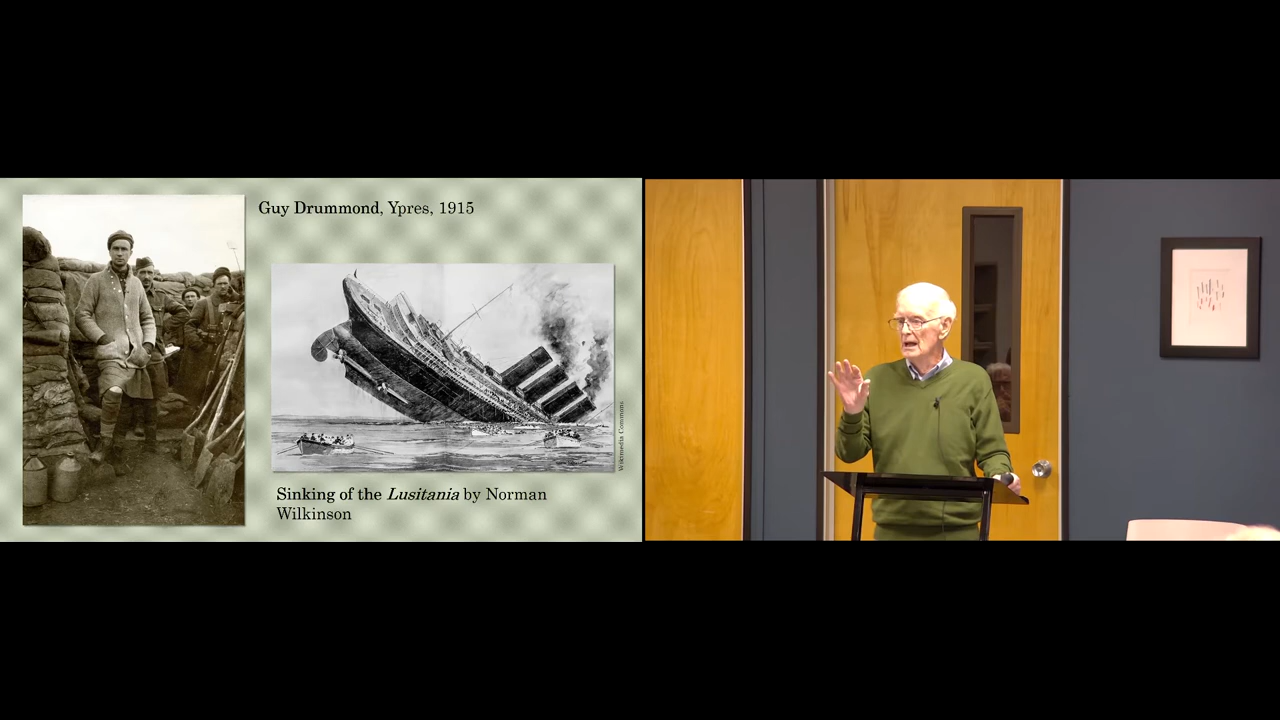 Guy Drummond, Ypres, 1915
Wikimedia Commons
Sinking of the Lusitania by Norman
Wilkinson